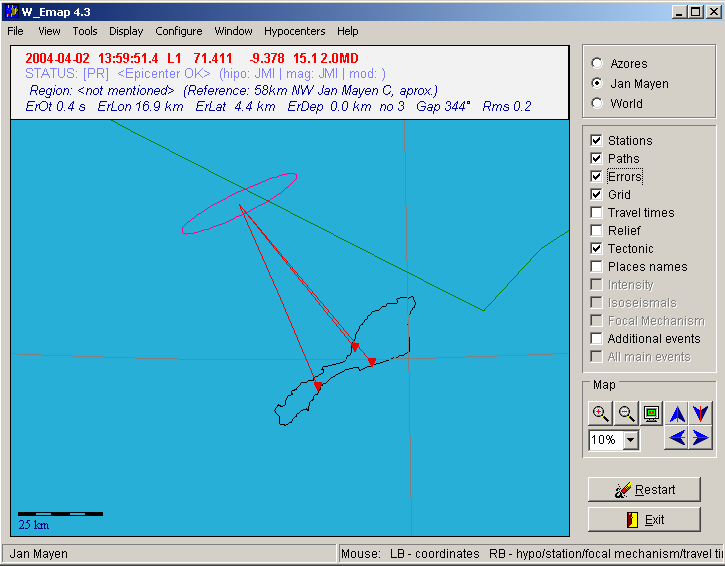 W_Emap 4.3
File View Tools Display Configure Window Hypocenters Help
2004-04-02 13:59:51.4 L1 71.411 -9.378 15.1 2.0MD
STATUS: [PR] <Epicenter OK> (hipo: JMI | mag: JMI | mod: )
Region: <not mentioned> (Reference: 58km NW Jan Mayen C, aprox.)
ErOt 0.4 s ErLon 16.9 km ErLat 4.4 km ErDep 0.0 km no 3 Gap 344° Rms 0.2
Azores
Jan Mayen
World
Stations
Paths
Errors
Grid
Travel times
Relief
Tectonic
Places names
Intensity
Isoseismals
Focal Mechanism
Additional events
All main events
Map
10%
Restart
Exit
25 km
Jan Mayen
Mouse: LB - coordinates RB - hypo/station/focal mechanism/travel ti